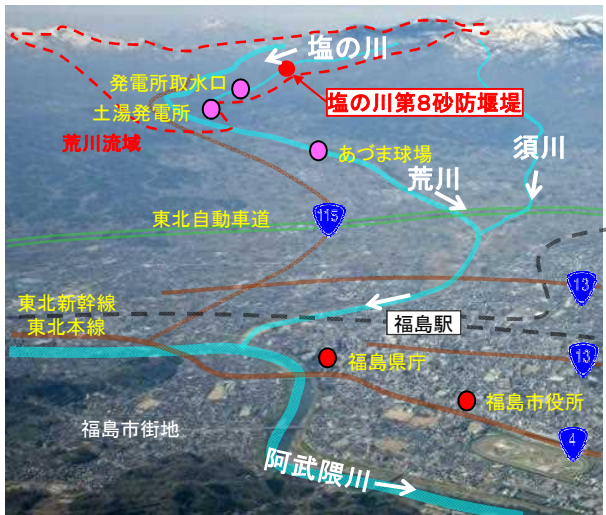 塩の川
発電所取水口
土湯発電所
塩の川第8砂防堰堤
荒川流域
あづま球場
須川
荒川
東北自動車道
115
13
東北新幹線
東北本線
福島駅
13
福島県庁
福島市役所
福島市街地
4
阿武隈川